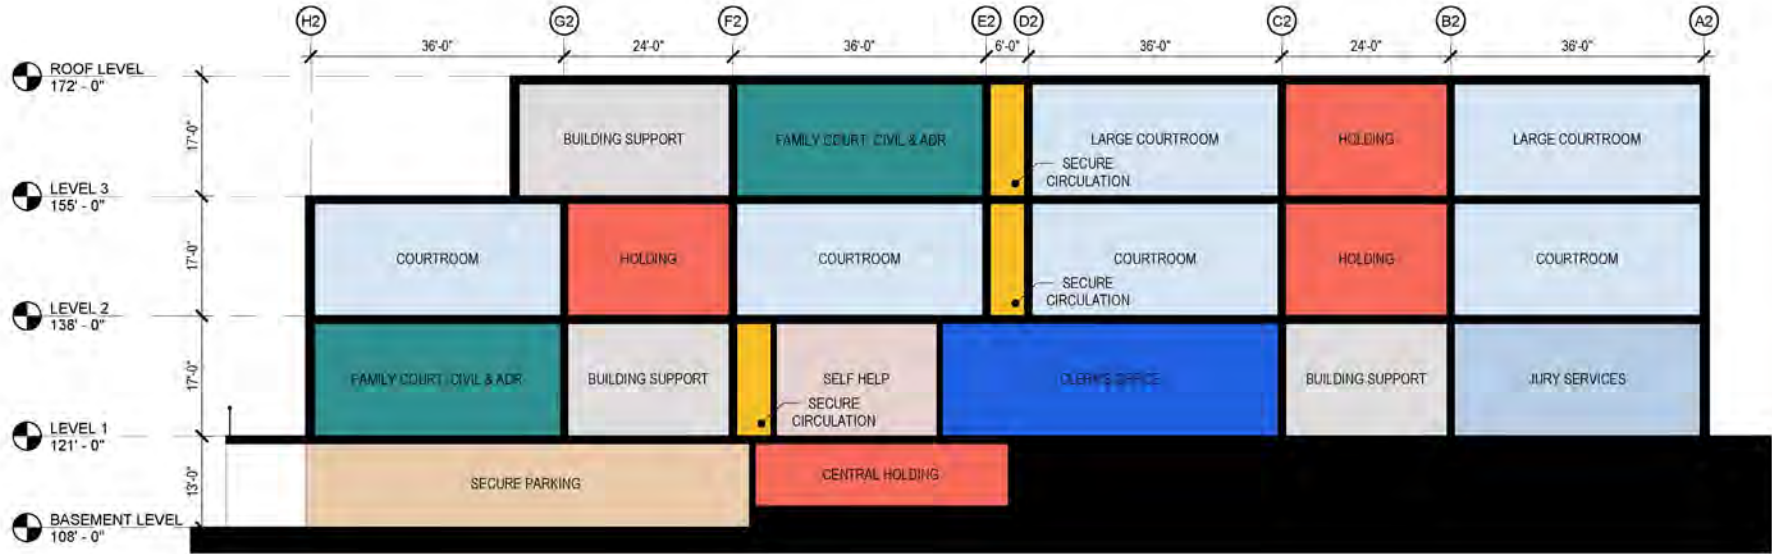 H2 G2 F2 E2 D2 C2 B2 A2
36'-0" 24'-0" 36'-0" 6'-0" 36'-0" 24'-0" 36'-0"
ROOF LEVEL
172' - 0"
17'-0"
BUILDING SUPPORT
FAMILY COURT, CIVIL & ADR
SECURE
CIRCULATION
LARGE COURTROOM
HOLDING
LARGE COURTROOM
LEVEL 3
155' - 0"
17'-0"
COURTROOM
HOLDING
COURTROOM
SECURE
CIRCULATION
COURTROOM
HOLDING
COURTROOM
LEVEL 2
138' - 0"
17'-0"
FAMILY COURT, CIVIL & ADR
BUILDING SUPPORT
SECURE
CIRCULATION
SELF HELP
CLERK'S OFFICE
BUILDING SUPPORT
JURY SERVICES
LEVEL 1
121' - 0"
13'-0"
SECURE PARKING
CENTRAL HOLDING
BASEMENT LEVEL
108' - 0"